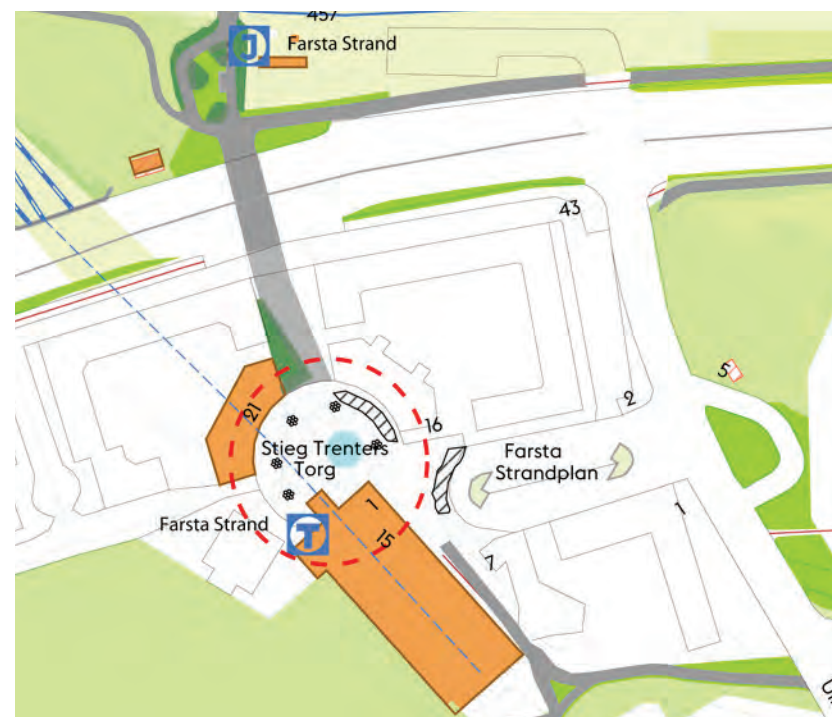 457
J
Farsta Strand
43
5
2
21
16
Stieg Trenters
Torg
Farsta
Strandplan
1
15
Farsta Strand
T
7
1